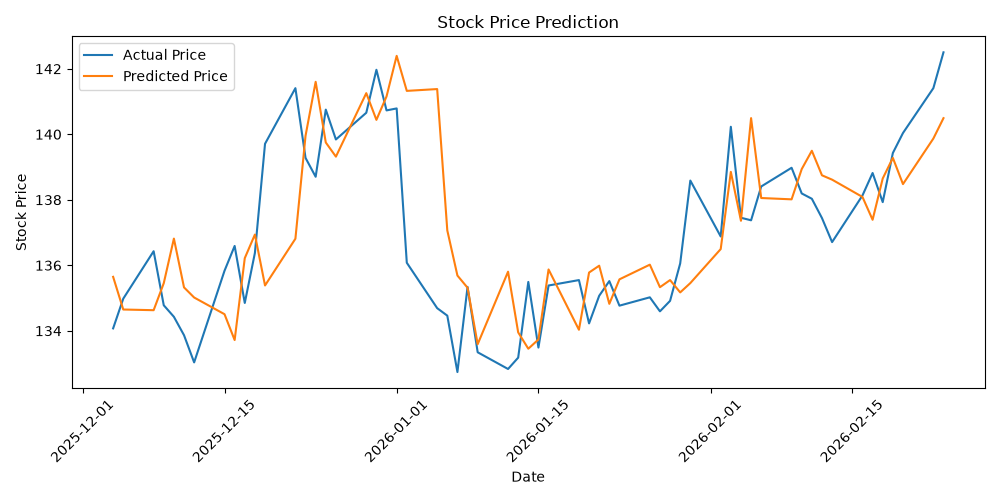 Stock Price Prediction
Actual Price
Predicted Price
142
140
138
136
134
Stock Price
2025-12-01
2025-12-15
2026-01-01
2026-01-15
2026-02-01
2026-02-15
Date